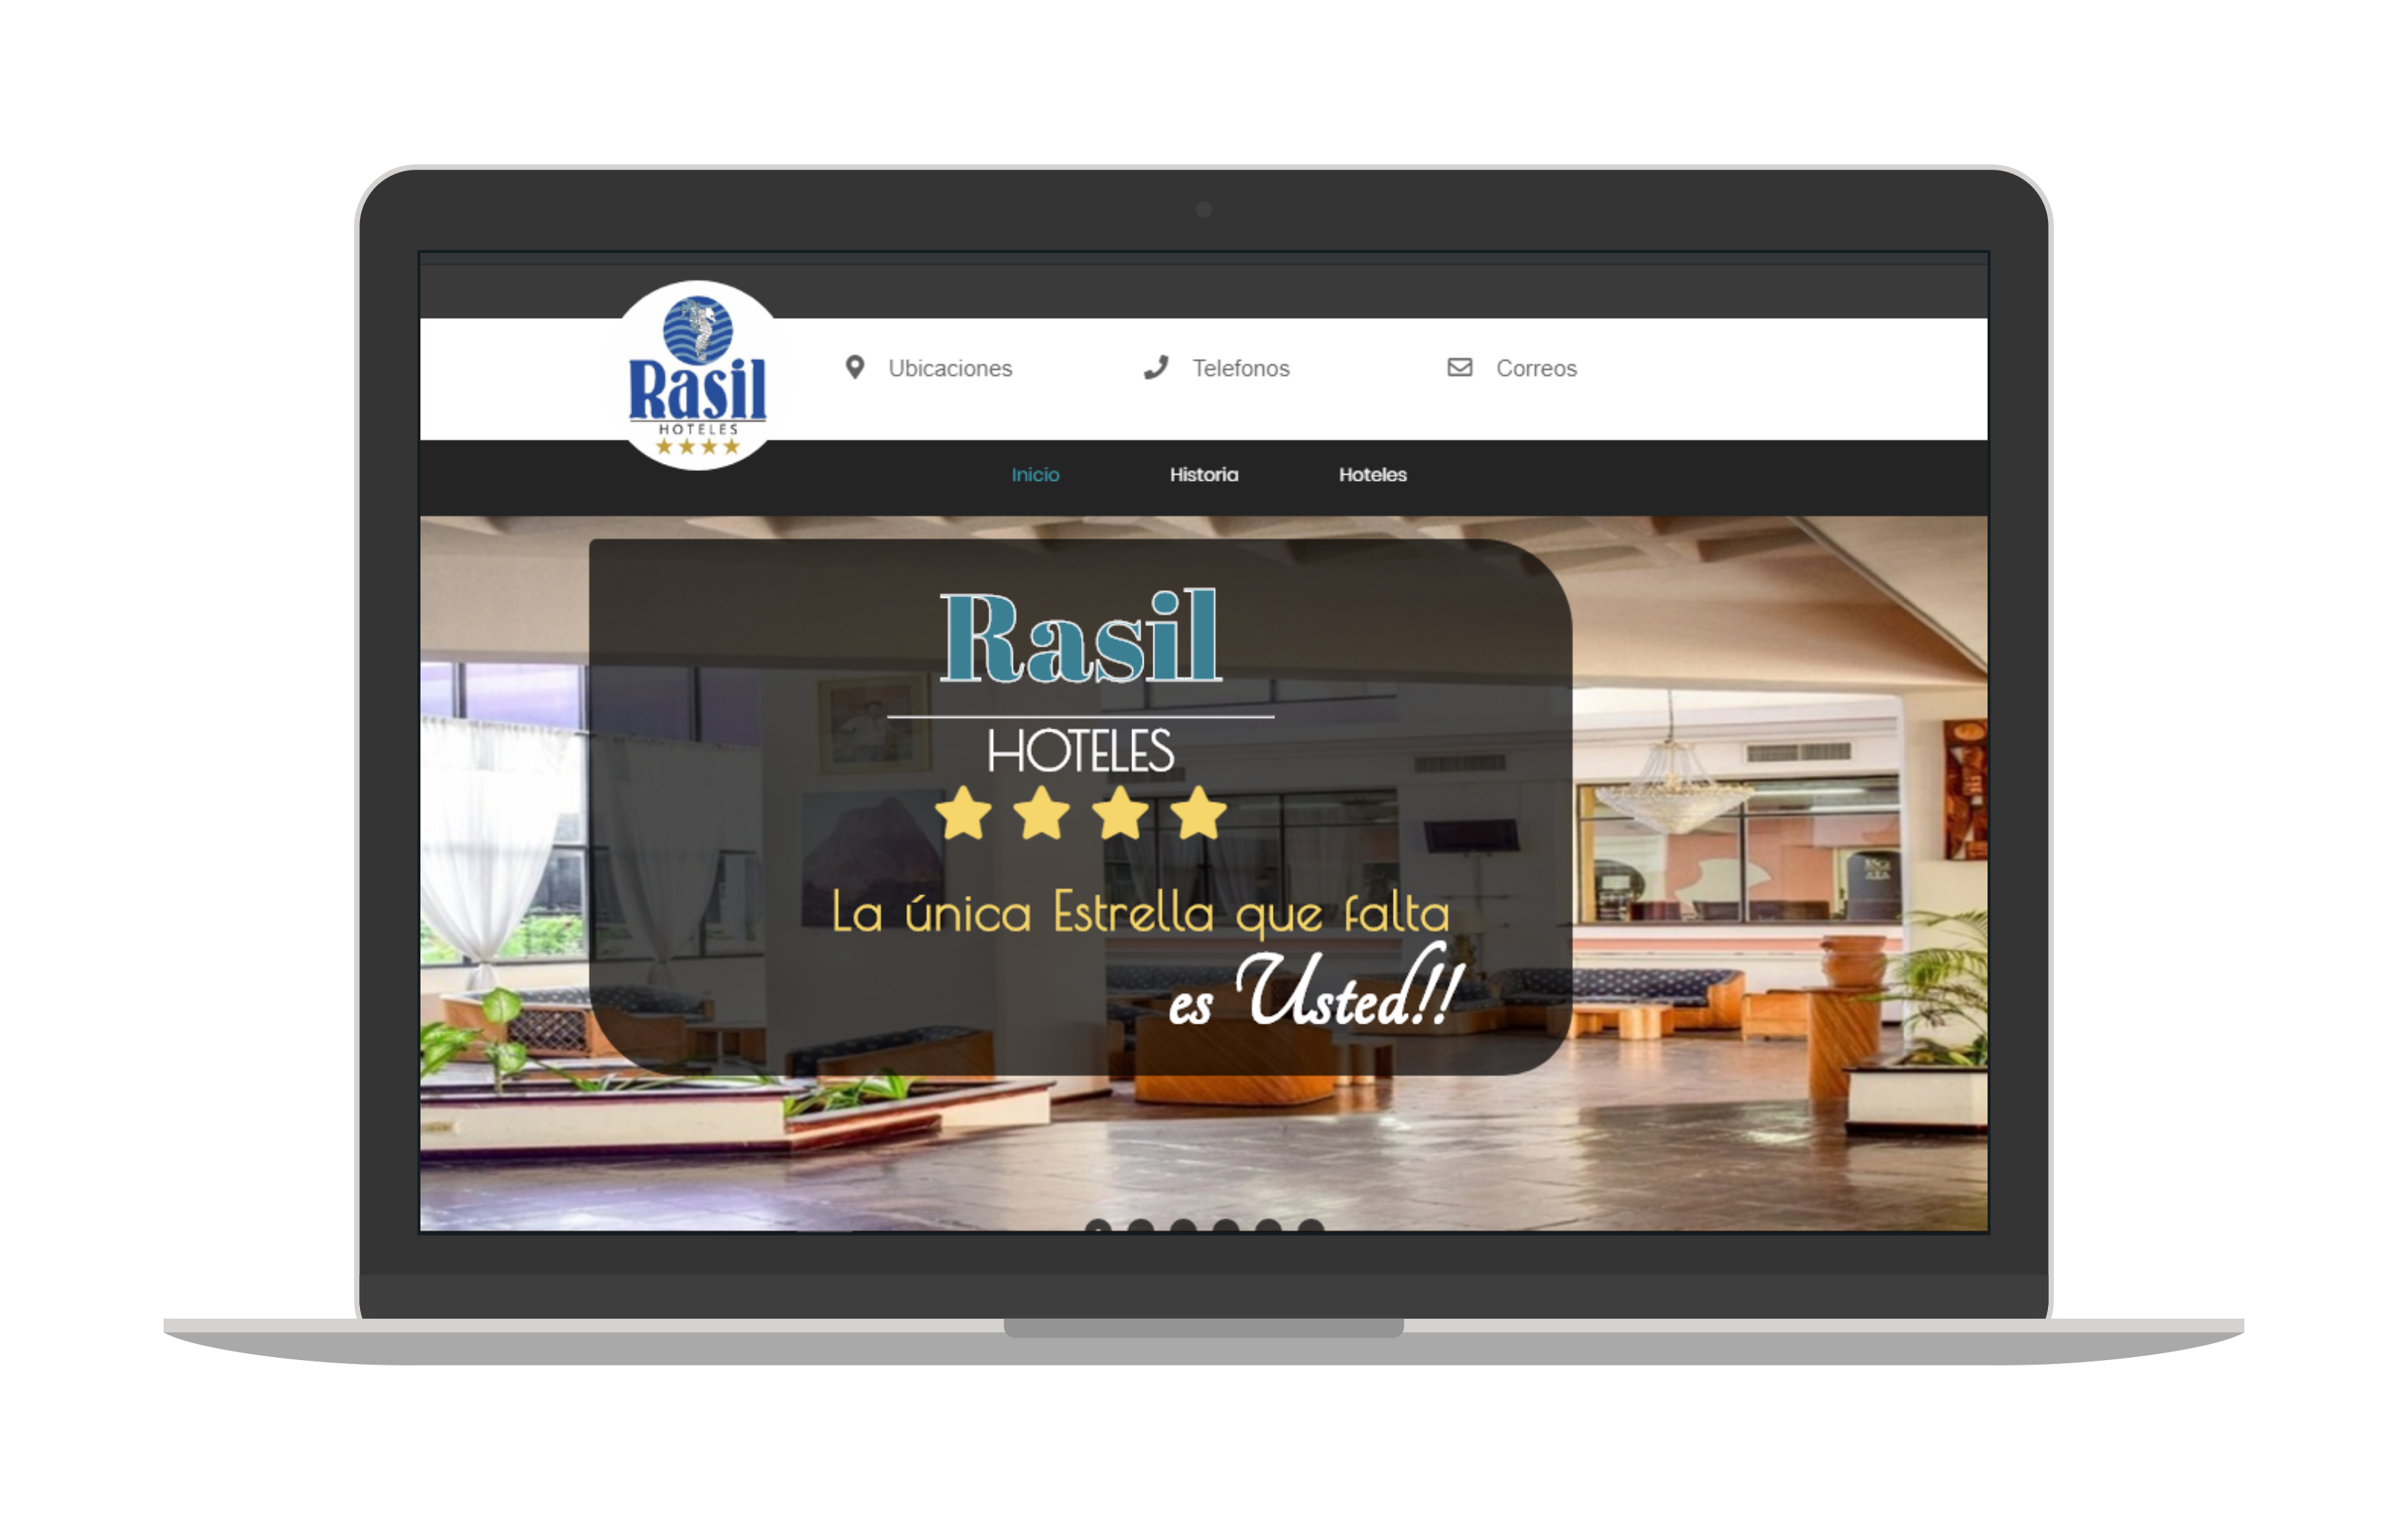 Rasil
HOTELES
Ubicaciones
Telefonos
Correos
Inicio
Historia
Hoteles
Rasil
HOTELES
La única Estrella que falta
es Usted!!